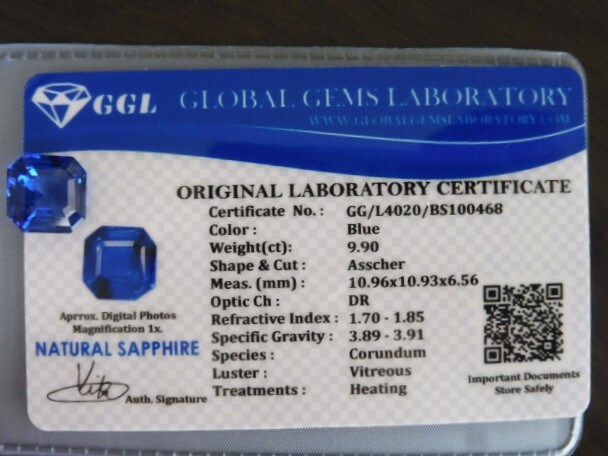 GGL GLOBAL GEMS LABORATORY
WWW.GLOBALGEMSLABORATORY.COM
ORIGINAL LABORATORY CERTIFICATE
Certificate No. : GG/L4020/BS100468
Color : Blue
Weight(ct): 9.90
Shape & Cut : Asscher
Meas. (mm) : 10.96x10.93x6.56
Optic Ch : DR
Refractive Index : 1.70 - 1.85
Specific Gravity : 3.89 - 3.91
Species : Corundum
Luster : Vitreous
Treatments : Heating
Aprrox. Digital Photos
Magnification 1x.
NATURAL SAPPHIRE
Auth. Signature
Important Documents
Store Safely